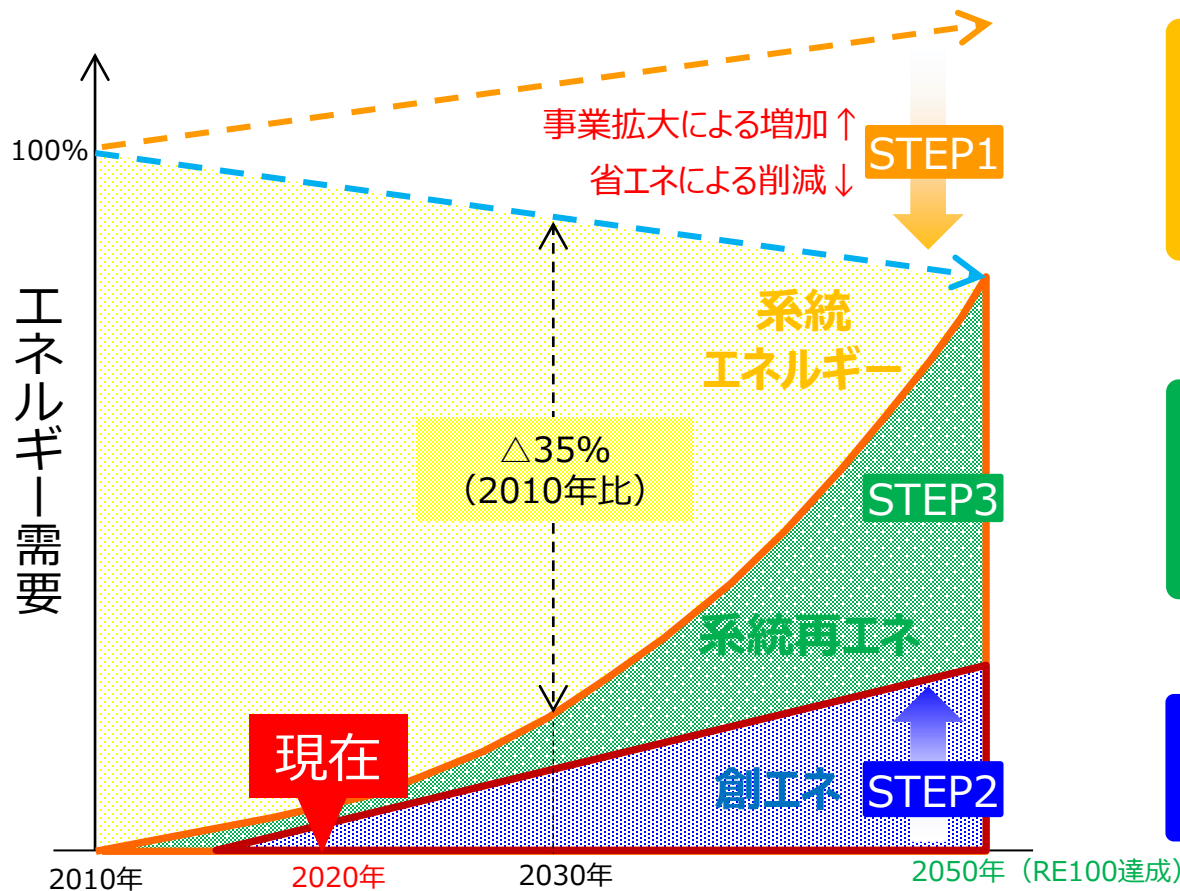 事業拡大による増加↑
省エネによる削減↓
STEP1
100%
エネルギー需要
系統
エネルギー
△35%
（2010年比）
STEP3
系統再エネ
現在
創エネ
STEP2
2010年
2020年
2030年
2050年（RE100達成）